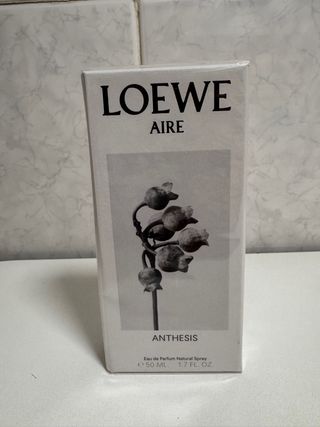 LOEWE
AIRE
ANTHESIS
Eau de Parfum Natural Spray
℮ 50 ML 1.7 FL. OZ